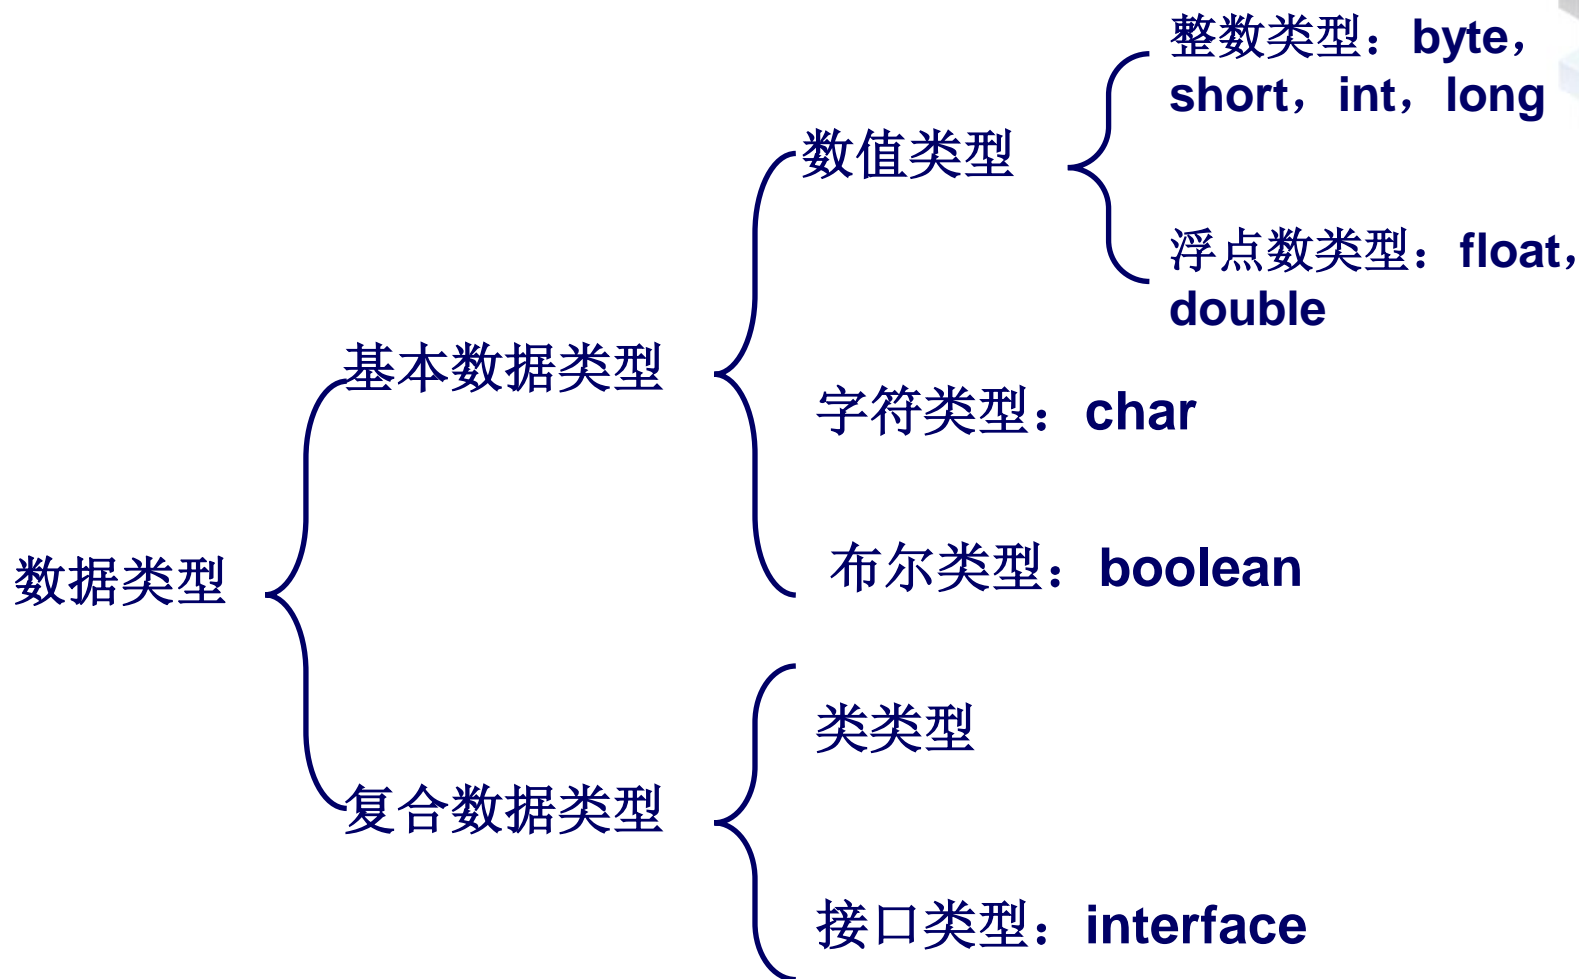 整数类型：byte，
short，int，long
数值类型
浮点数类型：float，
double
基本数据类型
字符类型：char
布尔类型：boolean
数据类型
类类型
复合数据类型
接口类型：interface